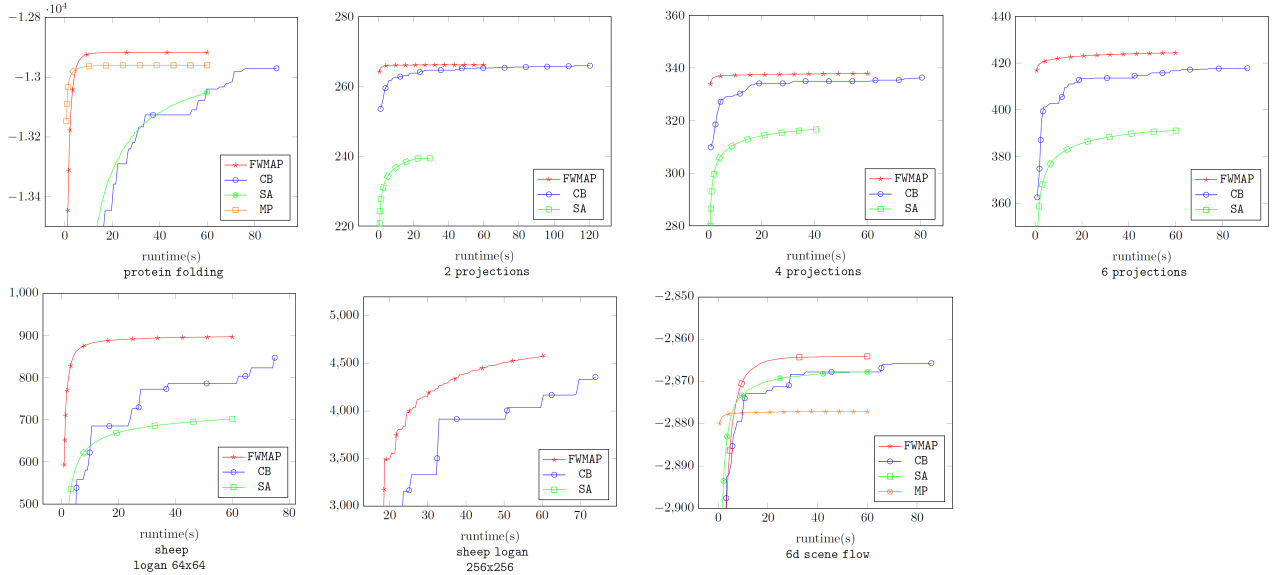 ·10⁴
−1.28
−1.3
−1.32
−1.34
0 20 40 60 80
FWMAP
CB
SA
MP
runtime(s)
protein folding
280
260
240
220
0 20 40 60 80 100 120
FWMAP
CB
SA
runtime(s)
2 projections
360
340
320
300
280
0 20 40 60 80
FWMAP
CB
SA
runtime(s)
4 projections
440
420
400
380
360
0 20 40 60 80 100
FWMAP
CB
SA
runtime(s)
6 projections
1,000
900
800
700
600
500
0 20 40 60 80
FWMAP
CB
SA
runtime(s)
sheep
logan 64x64
5,000
4,500
4,000
3,500
3,000
20 30 40 50 60 70
FWMAP
CB
SA
runtime(s)
sheep logan
256x256
−2,850
−2,860
−2,870
−2,880
−2,890
−2,900
0 20 40 60 80
FWMAP
CB
SA
MP
runtime(s)
6d scene flow